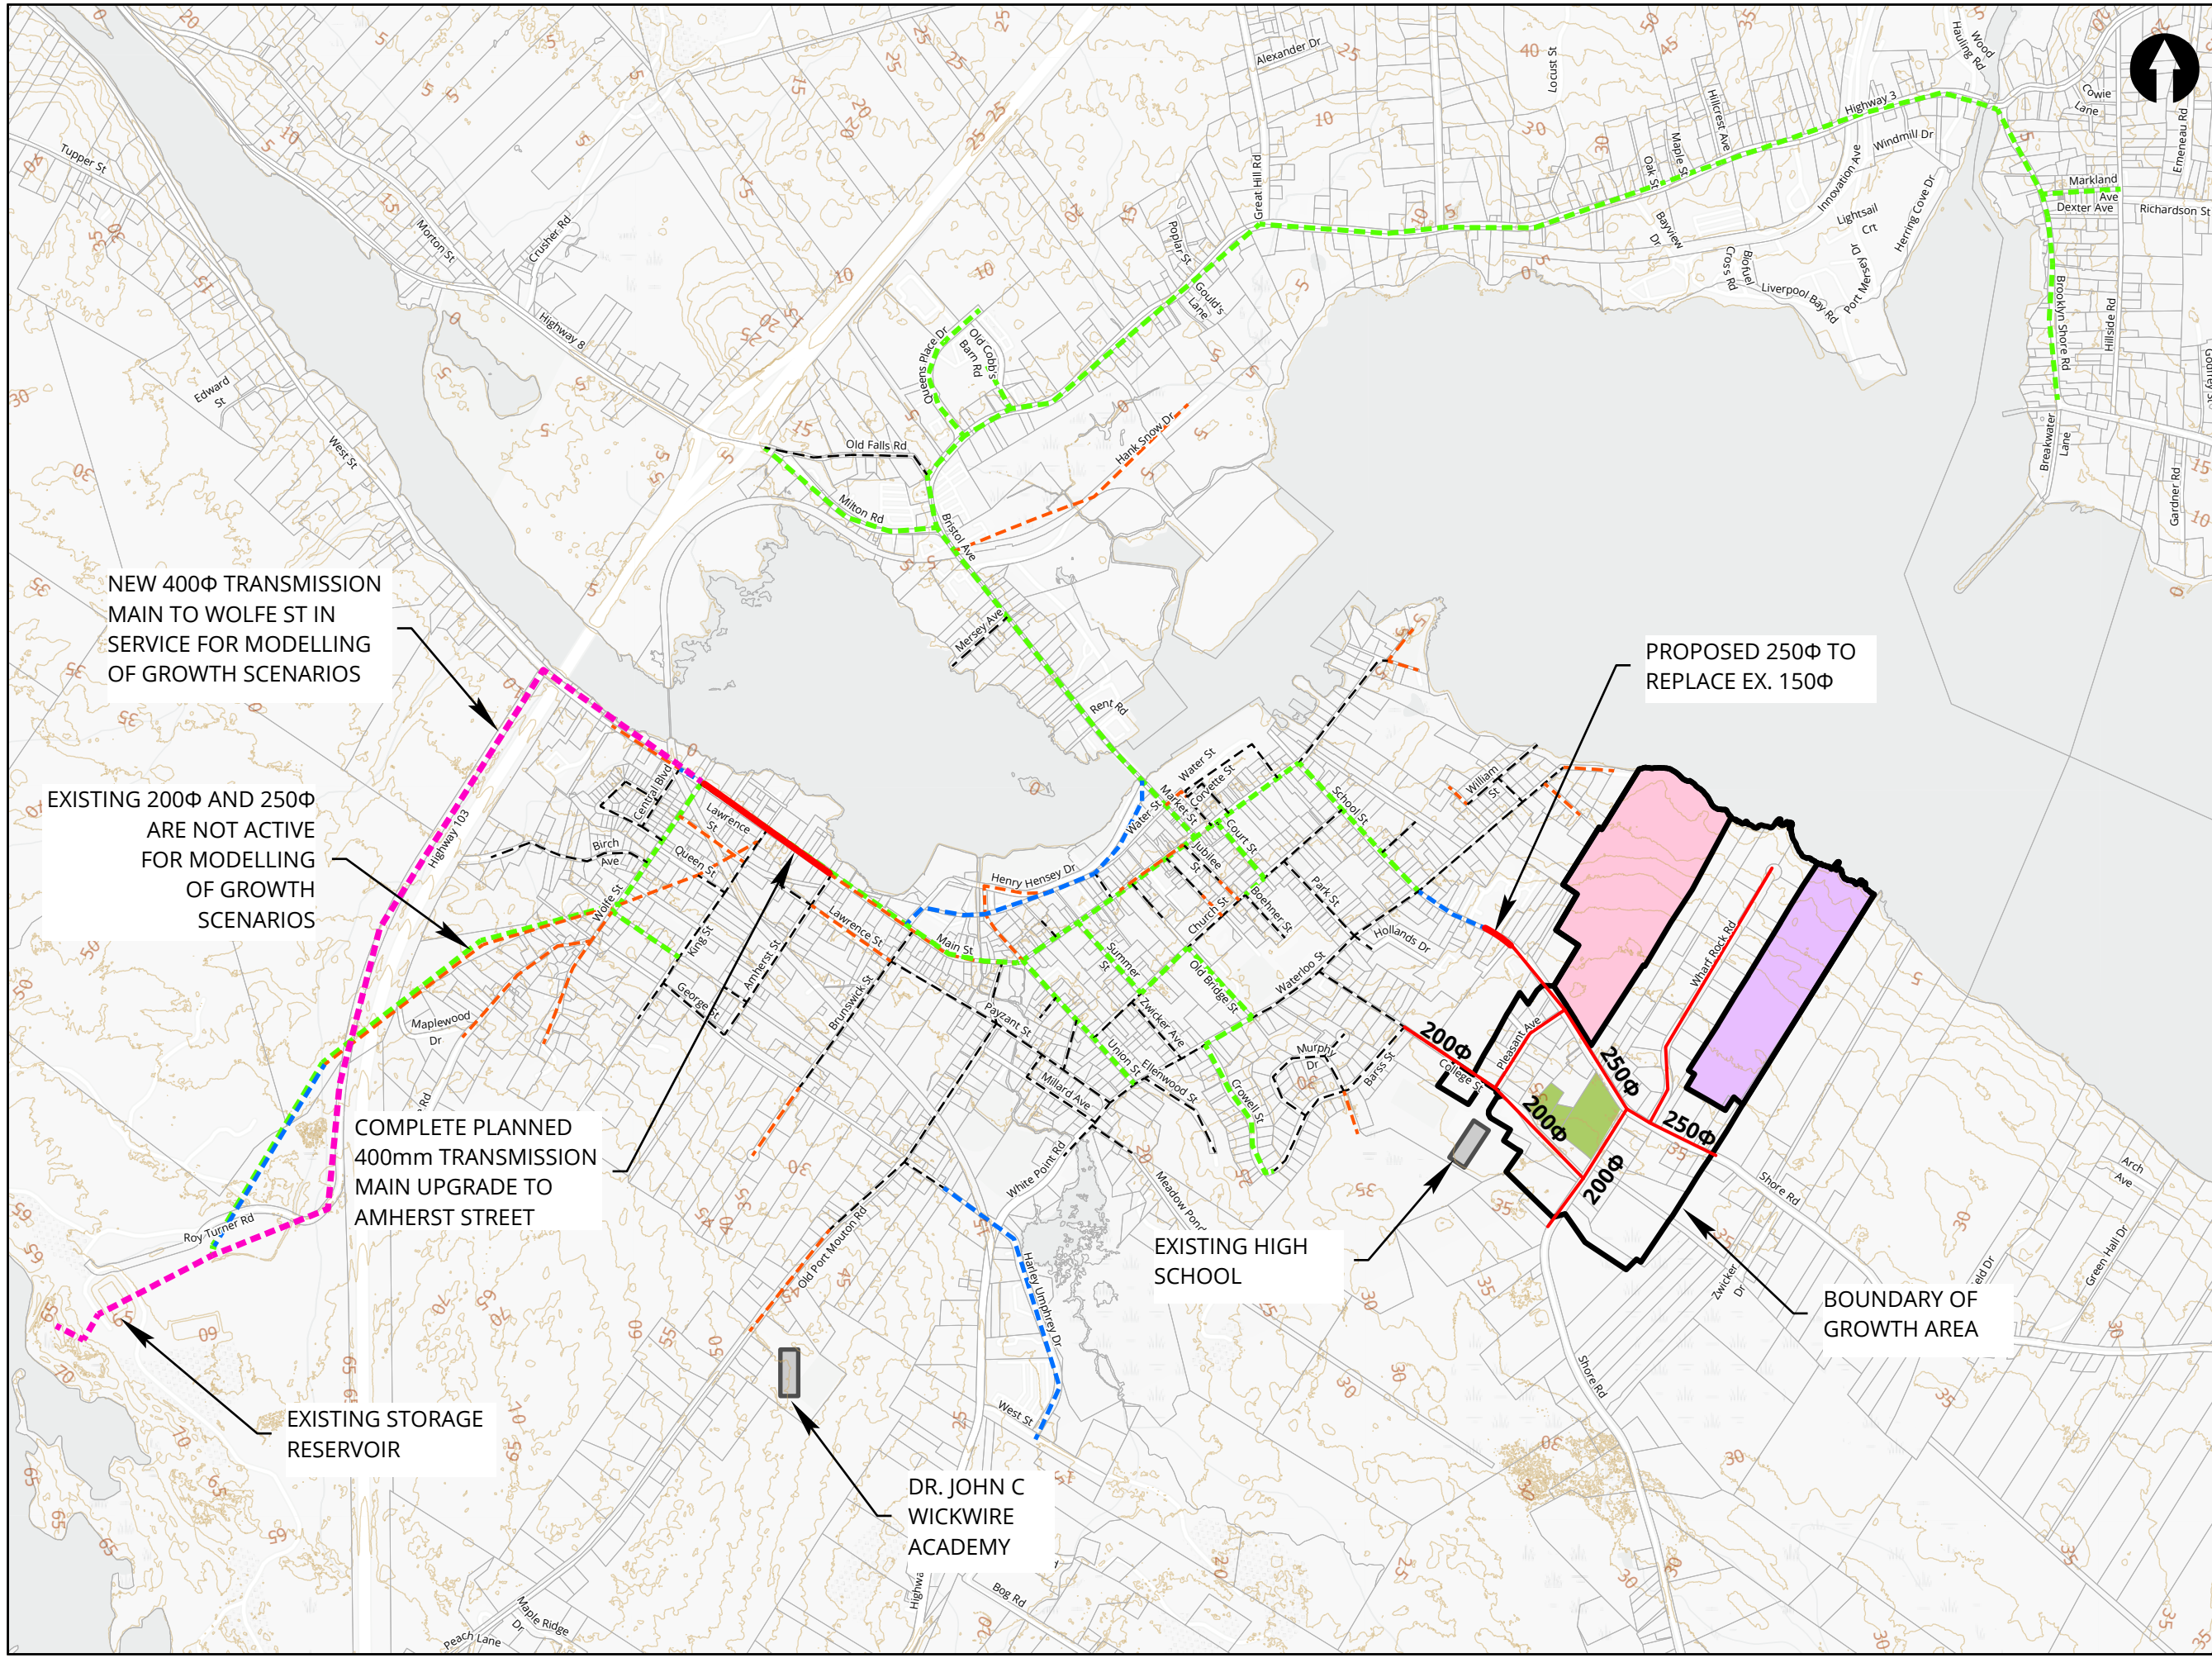 NEW 400Φ TRANSMISSION
MAIN TO WOLFE ST IN
SERVICE FOR MODELLING
OF GROWTH SCENARIOS
EXISTING 200Φ AND 250Φ
ARE NOT ACTIVE
FOR MODELLING
OF GROWTH
SCENARIOS
COMPLETE PLANNED
400mm TRANSMISSION
MAIN UPGRADE TO
AMHERST STREET
EXISTING STORAGE
RESERVOIR
DR. JOHN C
WICKWIRE
ACADEMY
EXISTING HIGH
SCHOOL
PROPOSED 250Φ TO
REPLACE EX. 150Φ
BOUNDARY OF
GROWTH AREA
200Φ
200Φ
200Φ
250Φ
250Φ
Tupper St
Morton St
Crusher Rd
Highway 8
Edward
St
West St
Highway 103
Old Falls Rd
Milton Rd
Bristol Ave
Queens Place Dr
Old Cobb's
Barn Rd
Hank Snow Dr
Poplar St
Gould's
Lane
Great Hill Rd
Alexander Dr
Locust St
Hillcrest Ave
Maple St
Oak St
Bayview
Dr
Highway 3
Windmill Dr
Innovation Ave
Lightsail
Crt
Herring Cove Dr
Port Mersey Dr
Biofuel
Cross Rd
Liverpool Bay Rd
Wood
Hauling Rd
Cowie
Lane
Emeneau Rd
Markland
Ave
Dexter Ave
Richardson St
Brooklyn Shore Rd
Hillside Rd
Breakwater
Lane
Gardner Rd
Mersey Ave
Rent Rd
Water St
Corvette St
Market St
Water St
Court St
Jubilee
St
School St
William
St
Park St
Boehner St
Church St
Hollands Dr
Waterloo St
Old Bridge St
Summer
St
Zwicker Ave
Union St
Ellenwood St
Crowell St
Murphy
Dr
Barss St
College St
Pleasant Ave
Wharf Rock Rd
Shore Rd
Shore Rd
Zwicker
Dr
Arch
Ave
Green Hall Dr
Central Blvd
Lawrence
St
Birch
Ave
Queen St
Wolfe St
King St
Amherst St
George St
Lawrence St
Main St
Henry Hensey Dr
Brunswick St
Payzant St
Millard Ave
White Point Rd
Meadow Pond
Maplewood
Dr
Roy Turner Rd
Old Port Mouton Rd
Harley Umphrey Dr
West St
Bog Rd
Maple Ridge
Dr
Peach Lane